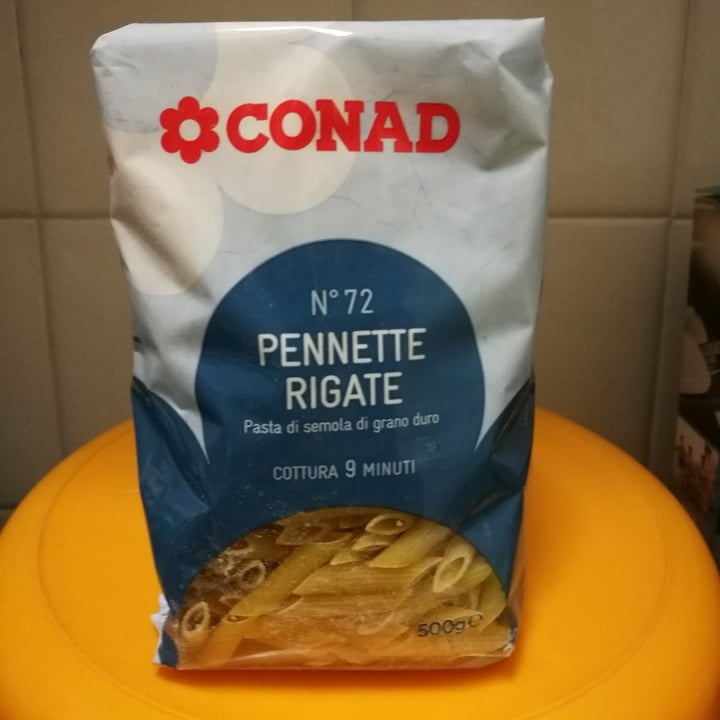 CONAD
N° 72
PENNETTE
RIGATE
Pasta di semola di grano duro
COTTURA 9 MINUTI
500g e